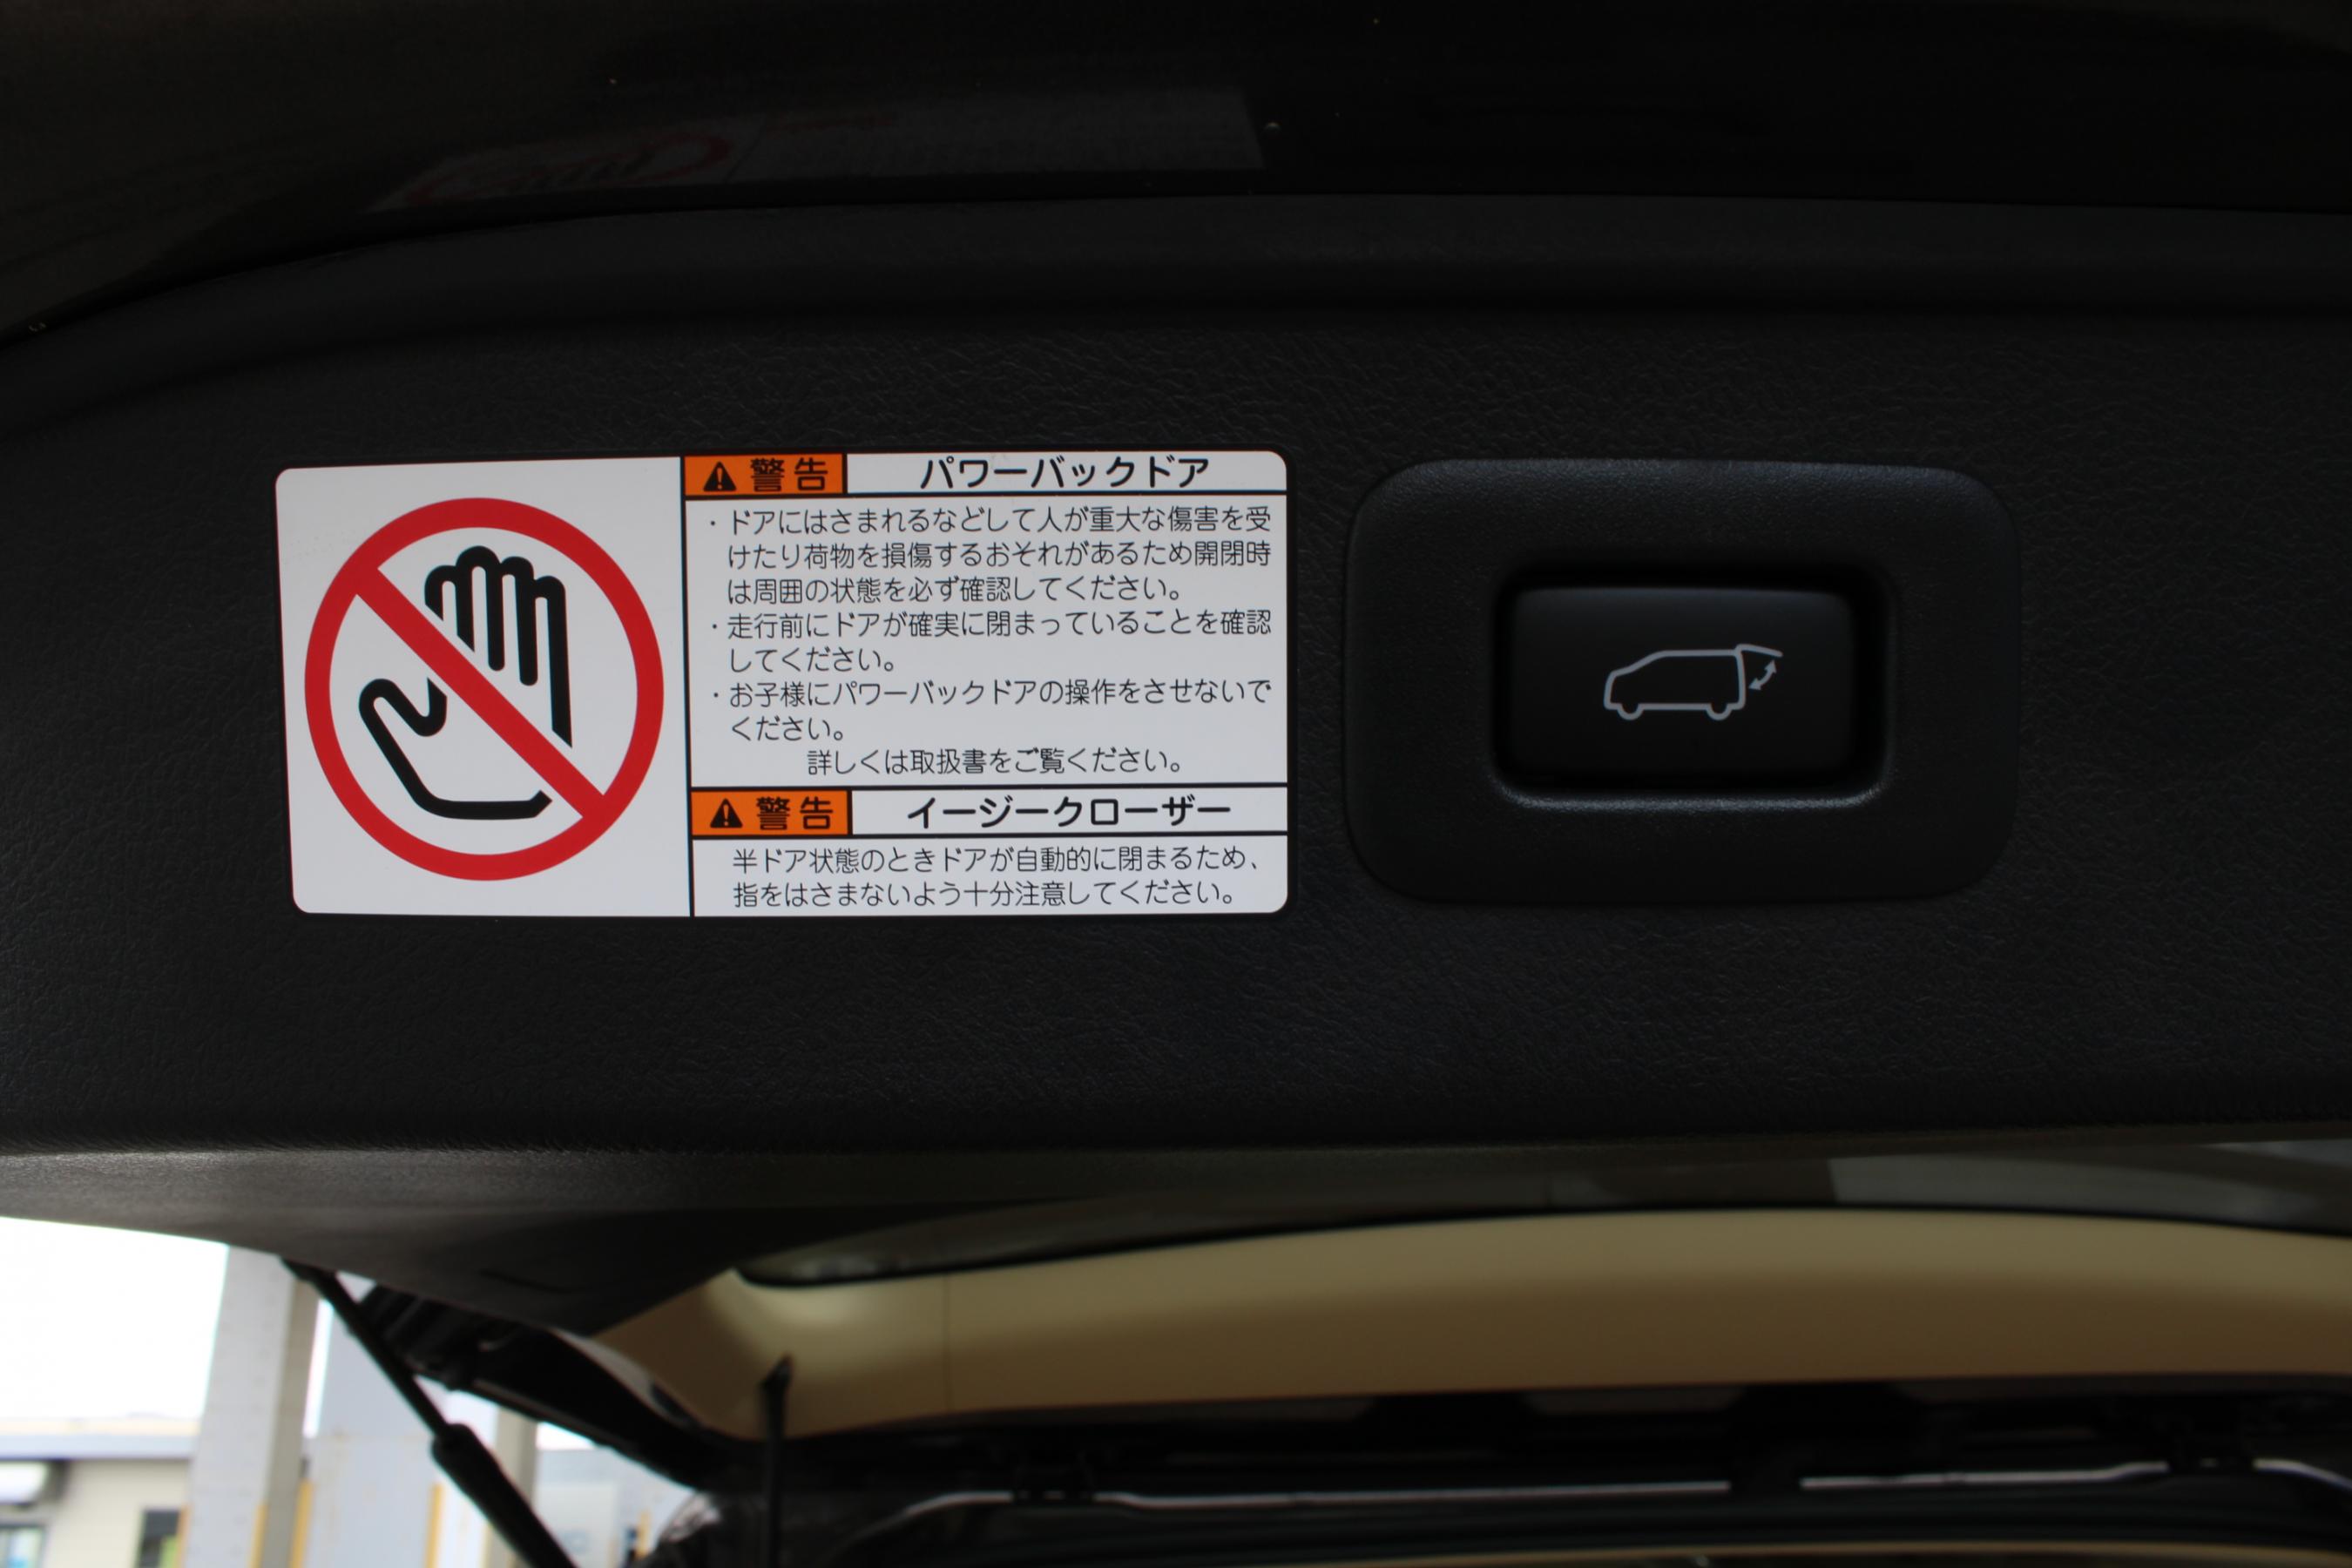 警告 パワーバックドア
・ドアにはさまれるなどして人が重大な傷害を受
けたり荷物を損傷するおそれがあるため開閉時
は周囲の状態を必ず確認してください。
・走行前にドアが確実に閉まっていることを確認
してください。
・お子様にパワーバックドアの操作をさせないで
ください。
詳しくは取扱書をご覧ください。
警告 イージークローザー
半ドア状態のときドアが自動的に閉まるため、
指をはさまないよう十分注意してください。